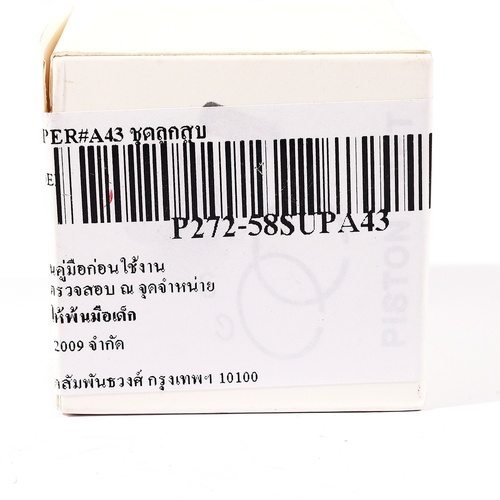 PER#A43 ชุดลูกสูบ
P272-58SUPA43
คู่มือก่อนใช้งาน
ตรวจสอบ ณ จุดจำหน่าย
ให้พ้นมือเด็ก
2009 จำกัด
สัมพันธวงศ์ กรุงเทพฯ 10100
PISTON